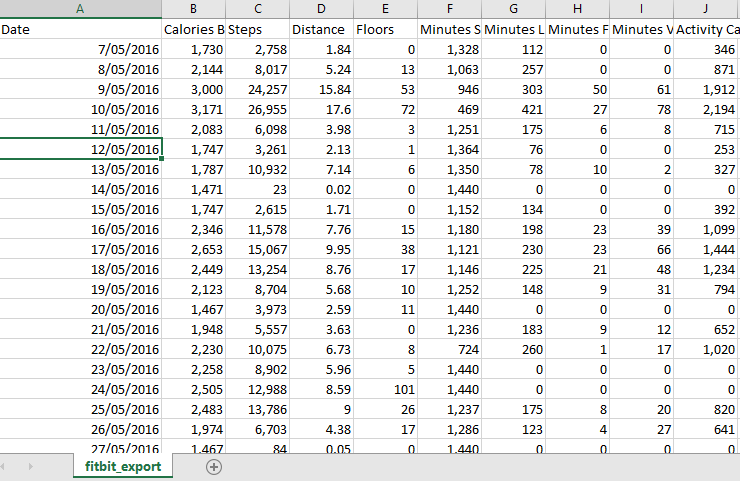 A B C D E F G H I J
Date Calories B Steps Distance Floors Minutes S Minutes L Minutes F Minutes V Activity Ca
7/05/2016 1,730 2,758 1.84 0 1,328 112 0 0 346
8/05/2016 2,144 8,017 5.24 13 1,063 257 0 0 871
9/05/2016 3,000 24,257 15.84 53 946 303 50 61 1,912
10/05/2016 3,171 26,955 17.6 72 469 421 27 78 2,194
11/05/2016 2,083 6,098 3.98 3 1,251 175 6 8 715
12/05/2016 1,747 3,261 2.13 1 1,364 76 0 0 253
13/05/2016 1,787 10,932 7.14 6 1,350 78 10 2 327
14/05/2016 1,471 23 0.02 0 1,440 0 0 0 0
15/05/2016 1,747 2,615 1.71 0 1,152 134 0 0 392
16/05/2016 2,346 11,578 7.76 15 1,180 198 23 39 1,099
17/05/2016 2,653 15,067 9.95 38 1,121 230 23 66 1,444
18/05/2016 2,449 13,254 8.76 17 1,146 225 21 48 1,234
19/05/2016 2,123 8,704 5.68 10 1,252 148 9 31 794
20/05/2016 1,467 3,973 2.59 11 1,440 0 0 0 0
21/05/2016 1,948 5,557 3.63 0 1,236 183 9 12 652
22/05/2016 2,230 10,075 6.73 8 724 260 1 17 1,020
23/05/2016 2,258 8,902 5.96 5 1,440 0 0 0 0
24/05/2016 2,505 12,988 8.59 101 1,440 0 0 0 0
25/05/2016 2,483 13,786 9 26 1,237 175 8 20 820
26/05/2016 1,974 6,703 4.38 17 1,286 123 4 27 641
27/05/2016 1,467 84 0.05 0 1,440 0 0 0 0
fitbit_export